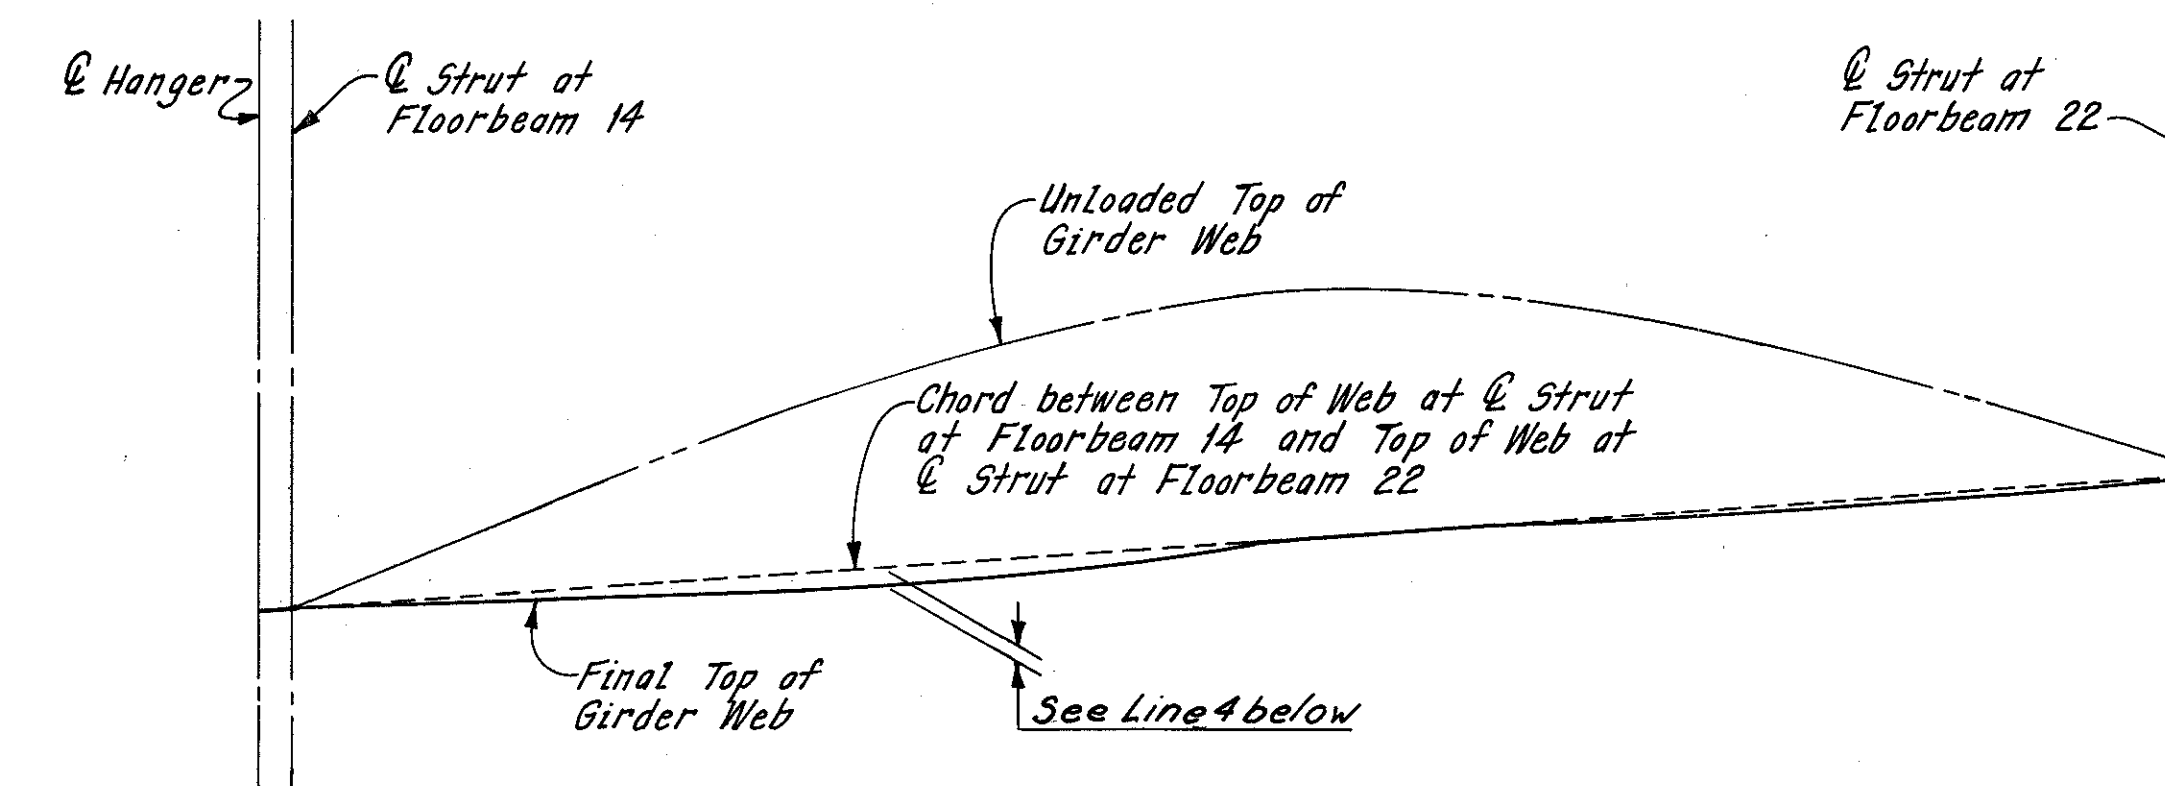 ℄ Hanger
℄ Strut at
Floorbeam 14
℄ Strut at
Floorbeam 22
Unloaded Top of
Girder Web
Chord between Top of Web at ℄ Strut
at Floorbeam 14 and Top of Web at
℄ Strut at Floorbeam 22
Final Top of
Girder Web
See Line 4 below